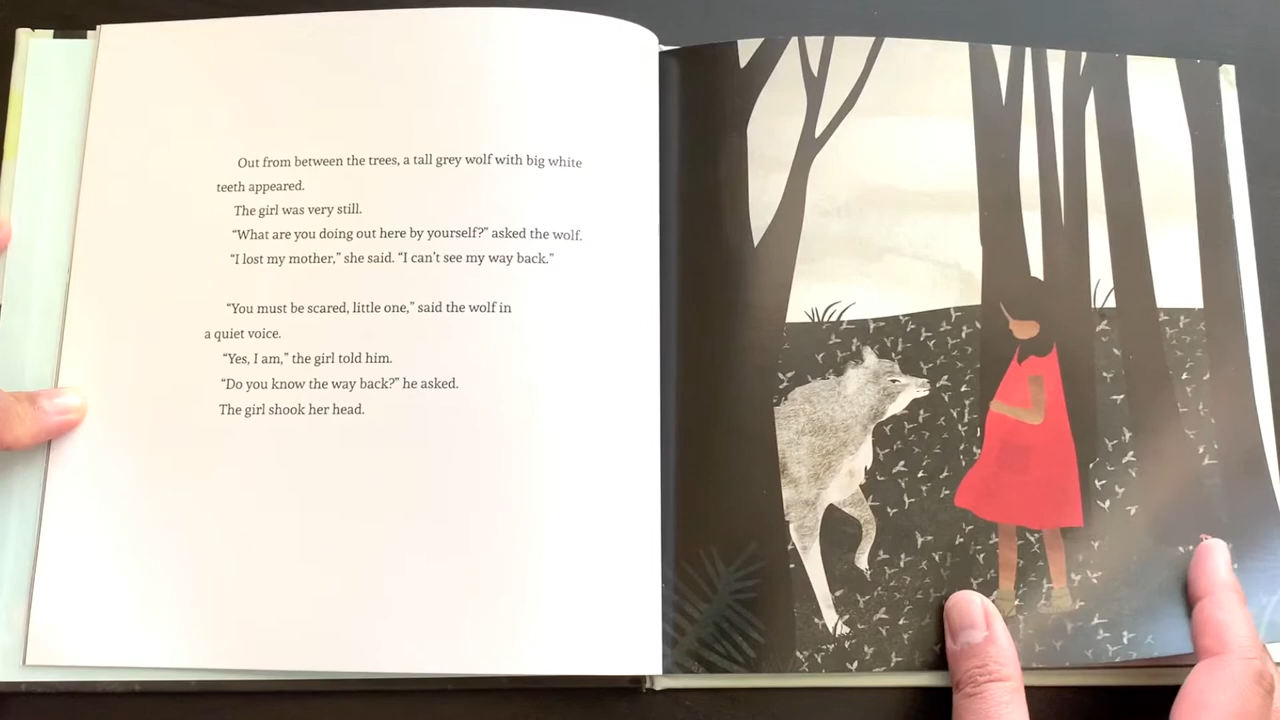 Out from between the trees, a tall grey wolf with big white
teeth appeared.
The girl was very still.
“What are you doing out here by yourself?” asked the wolf.
“I lost my mother,” she said. “I can’t see my way back.”
“You must be scared, little one,” said the wolf in
a quiet voice.
“Yes, I am,” the girl told him.
“Do you know the way back?” he asked.
The girl shook her head.